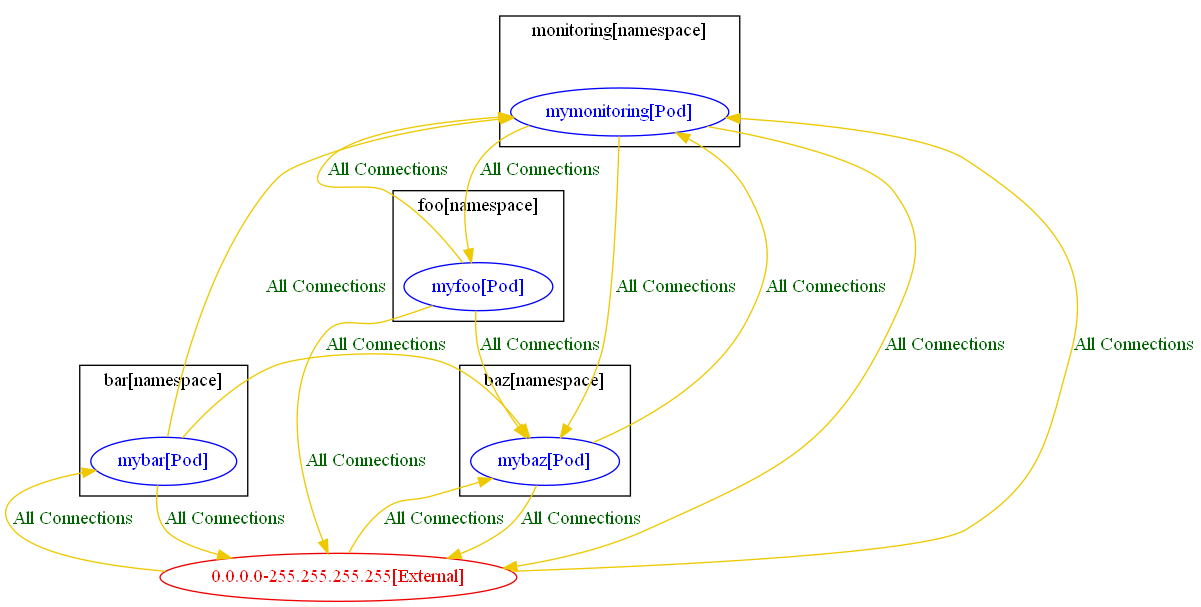 monitoring[namespace]
mymonitoring[Pod]
All Connections
All Connections
foo[namespace]
myfoo[Pod]
All Connections
All Connections
All Connections
All Connections
All Connections
All Connections
All Connections
bar[namespace]
baz[namespace]
mybar[Pod]
mybaz[Pod]
All Connections
All Connections
All Connections
All Connections
All Connections
0.0.0.0-255.255.255.255[External]